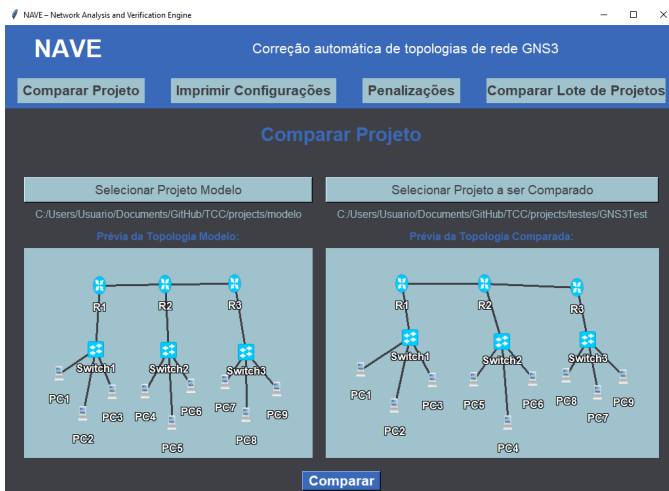 NAVE – Network Analysis and Verification Engine
NAVE
Correção automática de topologias de rede GNS3
Comparar Projeto
Imprimir Configurações
Penalizações
Comparar Lote de Projetos
Comparar Projeto
Selecionar Projeto Modelo
Selecionar Projeto a ser Comparado
C:/Users/Usuario/Documents/GitHub/TCC/projects/modelo
C:/Users/Usuario/Documents/GitHub/TCC/projects/testes/GNS3Test
Prévia da Topologia Modelo:
Prévia da Topologia Comparada:
R1
R2
R3
Switch1
Switch2
Switch3
PC1
PC3
PC4
PC6
PC7
PC9
PC2
PC5
PC8
R1
R2
R3
Switch1
Switch2
Switch3
PC1
PC3
PC5
PC6
PC8
PC9
PC2
PC4
PC7
Comparar